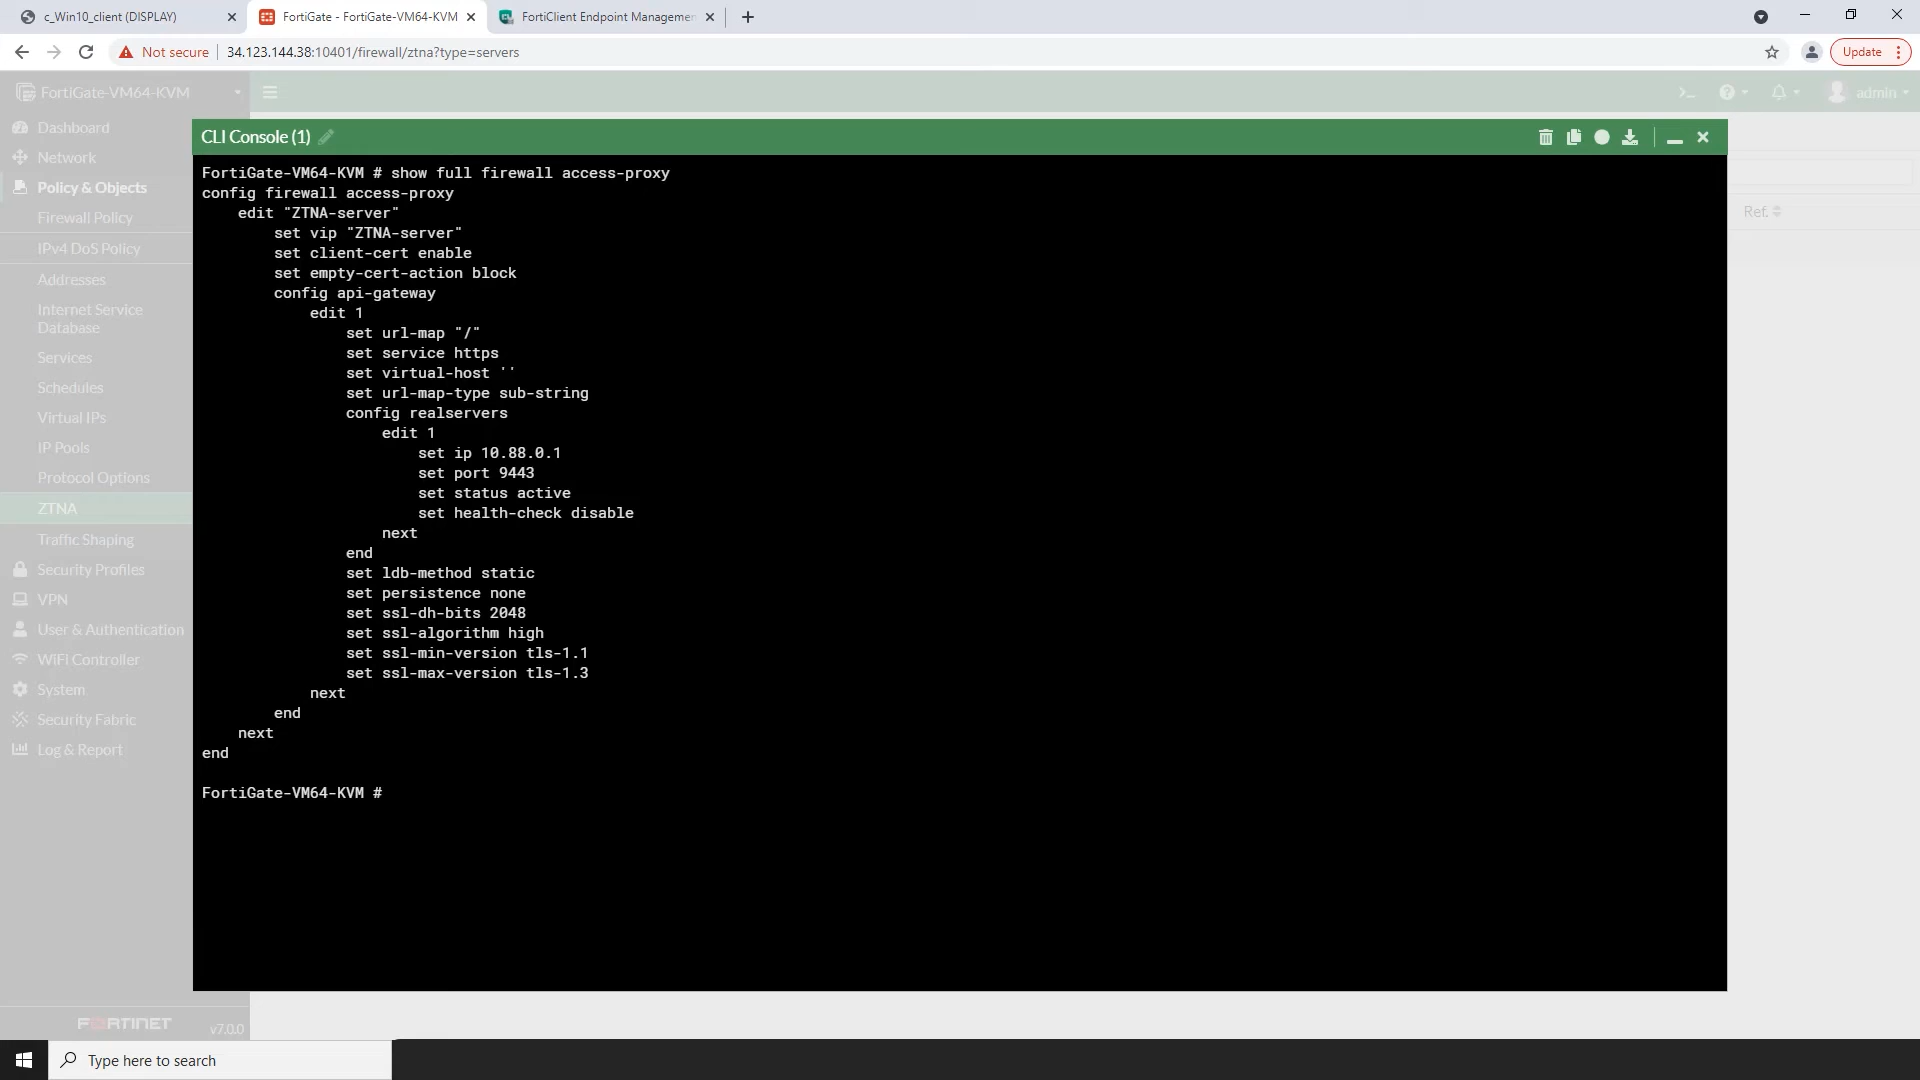 c_Win10_client (DISPLAY)
FortiGate - FortiGate-VM64-KVM
FortiClient Endpoint Managemen
Not secure
34.123.144.38:10401/firewall/ztna?type=servers
Update
FortiGate-VM64-KVM
>_
admin
Dashboard
Network
Policy & Objects
Firewall Policy
IPv4 DoS Policy
Addresses
Internet Service
Database
Services
Schedules
Virtual IPs
IP Pools
Protocol Options
ZTNA
Traffic Shaping
Security Profiles
VPN
User & Authentication
WiFi Controller
System
Security Fabric
Log & Report
FORTINET
v7.0.0
CLI Console (1)
FortiGate-VM64-KVM # show full firewall access-proxy
config firewall access-proxy
    edit "ZTNA-server"
        set vip "ZTNA-server"
        set client-cert enable
        set empty-cert-action block
        config api-gateway
            edit 1
                set url-map "/"
                set service https
                set virtual-host ''
                set url-map-type sub-string
                config realservers
                    edit 1
                        set ip 10.88.0.1
                        set port 9443
                        set status active
                        set health-check disable
                    next
                end
                set ldb-method static
                set persistence none
                set ssl-dh-bits 2048
                set ssl-algorithm high
                set ssl-min-version tls-1.1
                set ssl-max-version tls-1.3
            next
        end
    next
end
FortiGate-VM64-KVM #
Ref.
Type here to search